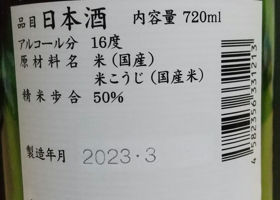 品目 日本酒 内容量 720ml
アルコール分 16度
原材料名 米(国産)
米こうじ(国産米)
精米歩合 50%
製造年月 2023・3
4582356331213